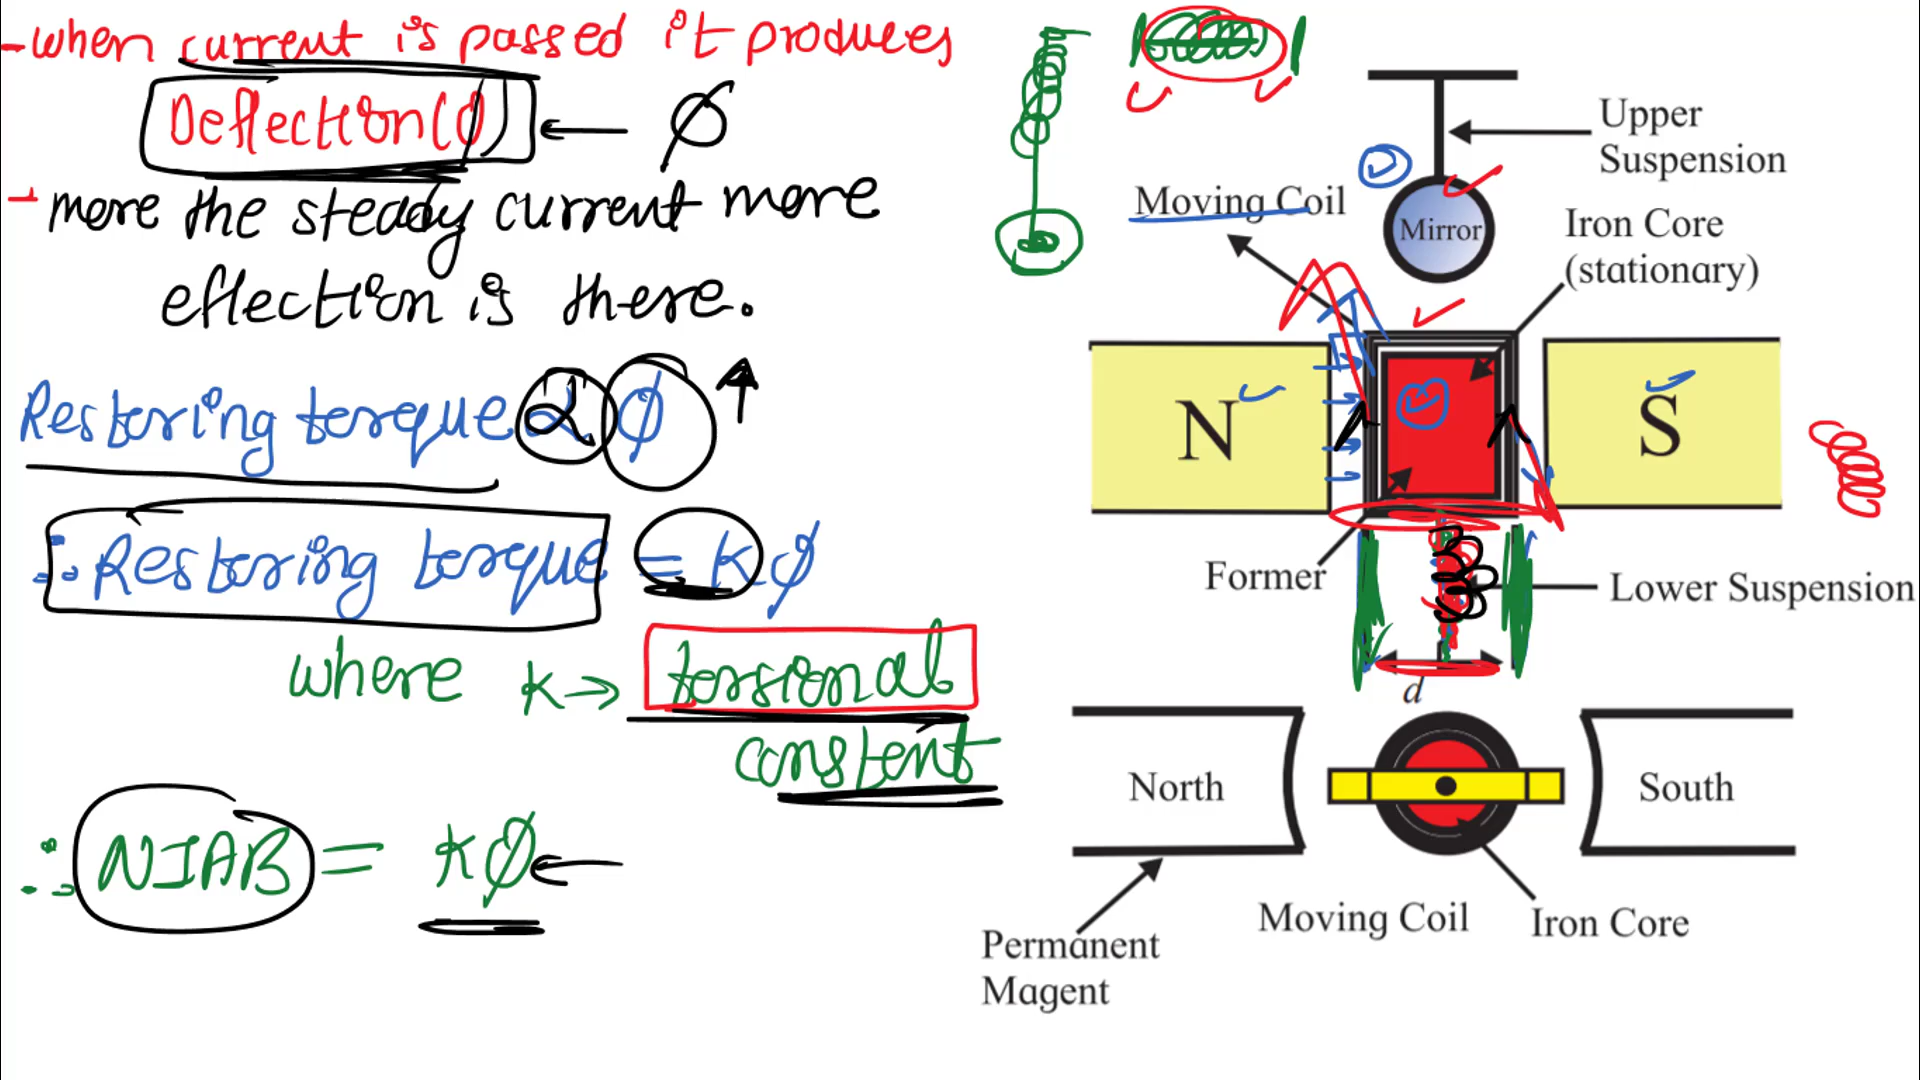 -when current is passed it produces
Deflection(ϕ) ← ϕ
- more the steady current more
eflection is there.
Restoring torque α ϕ ↑
∴ Restoring torque = kϕ
where k → torsional
constent
∴ NIAB = kϕ ←
Upper
Suspension
Moving Coil
Mirror
Iron Core
(stationary)
N
S
Former
Lower Suspension
d
North
South
Moving Coil
Iron Core
Permanent
Magent